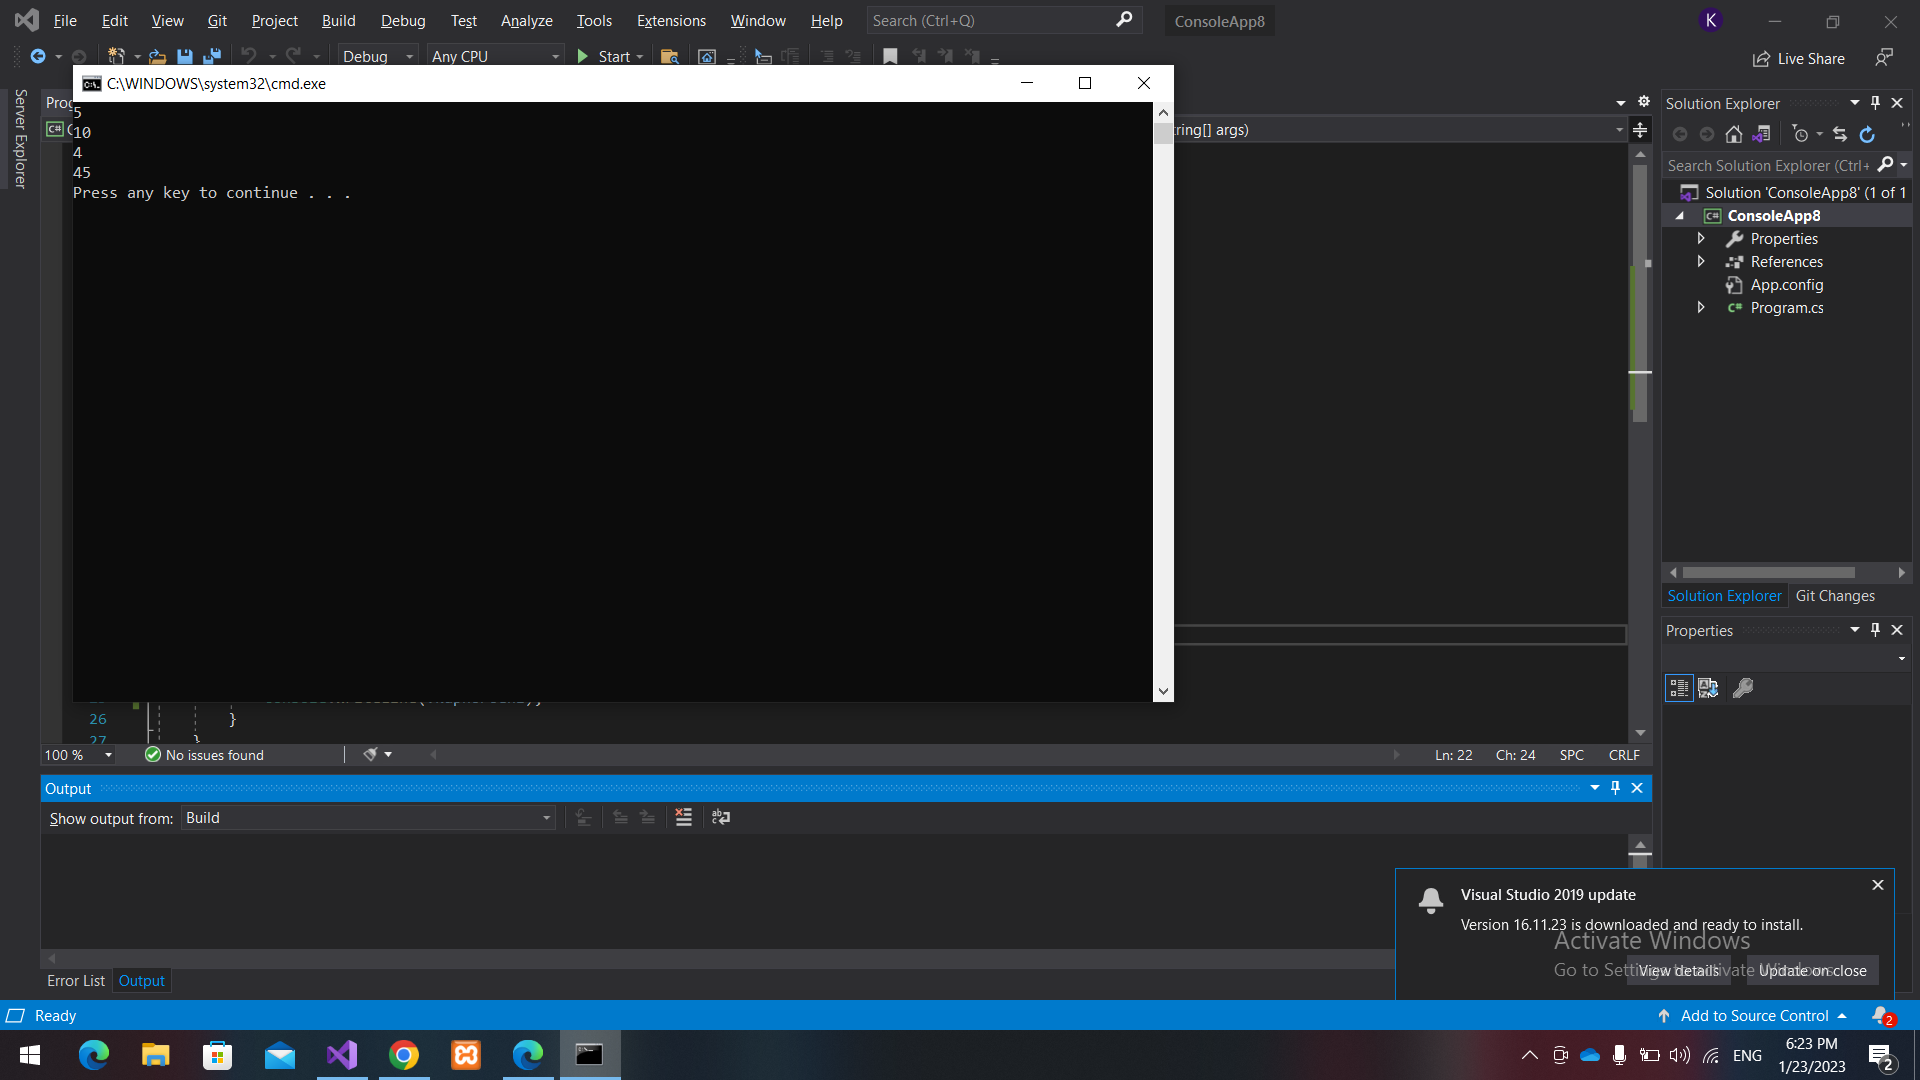 File Edit View Git Project Build Debug Test Analyze Tools Extensions Window Help Search (Ctrl+Q) ConsoleApp8 K
Debug Any CPU Start Live Share
C:\WINDOWS\system32\cmd.exe
5
10
4
45
Press any key to continue . . .
Server Explorer
ring[] args)
26
27
}
100 % No issues found Ln: 22 Ch: 24 SPC CRLF
Output
Show output from: Build
Error List Output
Solution Explorer
Search Solution Explorer (Ctrl+
Solution 'ConsoleApp8' (1 of 1
ConsoleApp8
Properties
References
App.config
Program.cs
Solution Explorer Git Changes
Properties
Visual Studio 2019 update
Version 16.11.23 is downloaded and ready to install.
Activate Windows
Go to Settings to activate Windows.
View details Update on close
Ready Add to Source Control 2
ENG 6:23 PM
1/23/2023 2